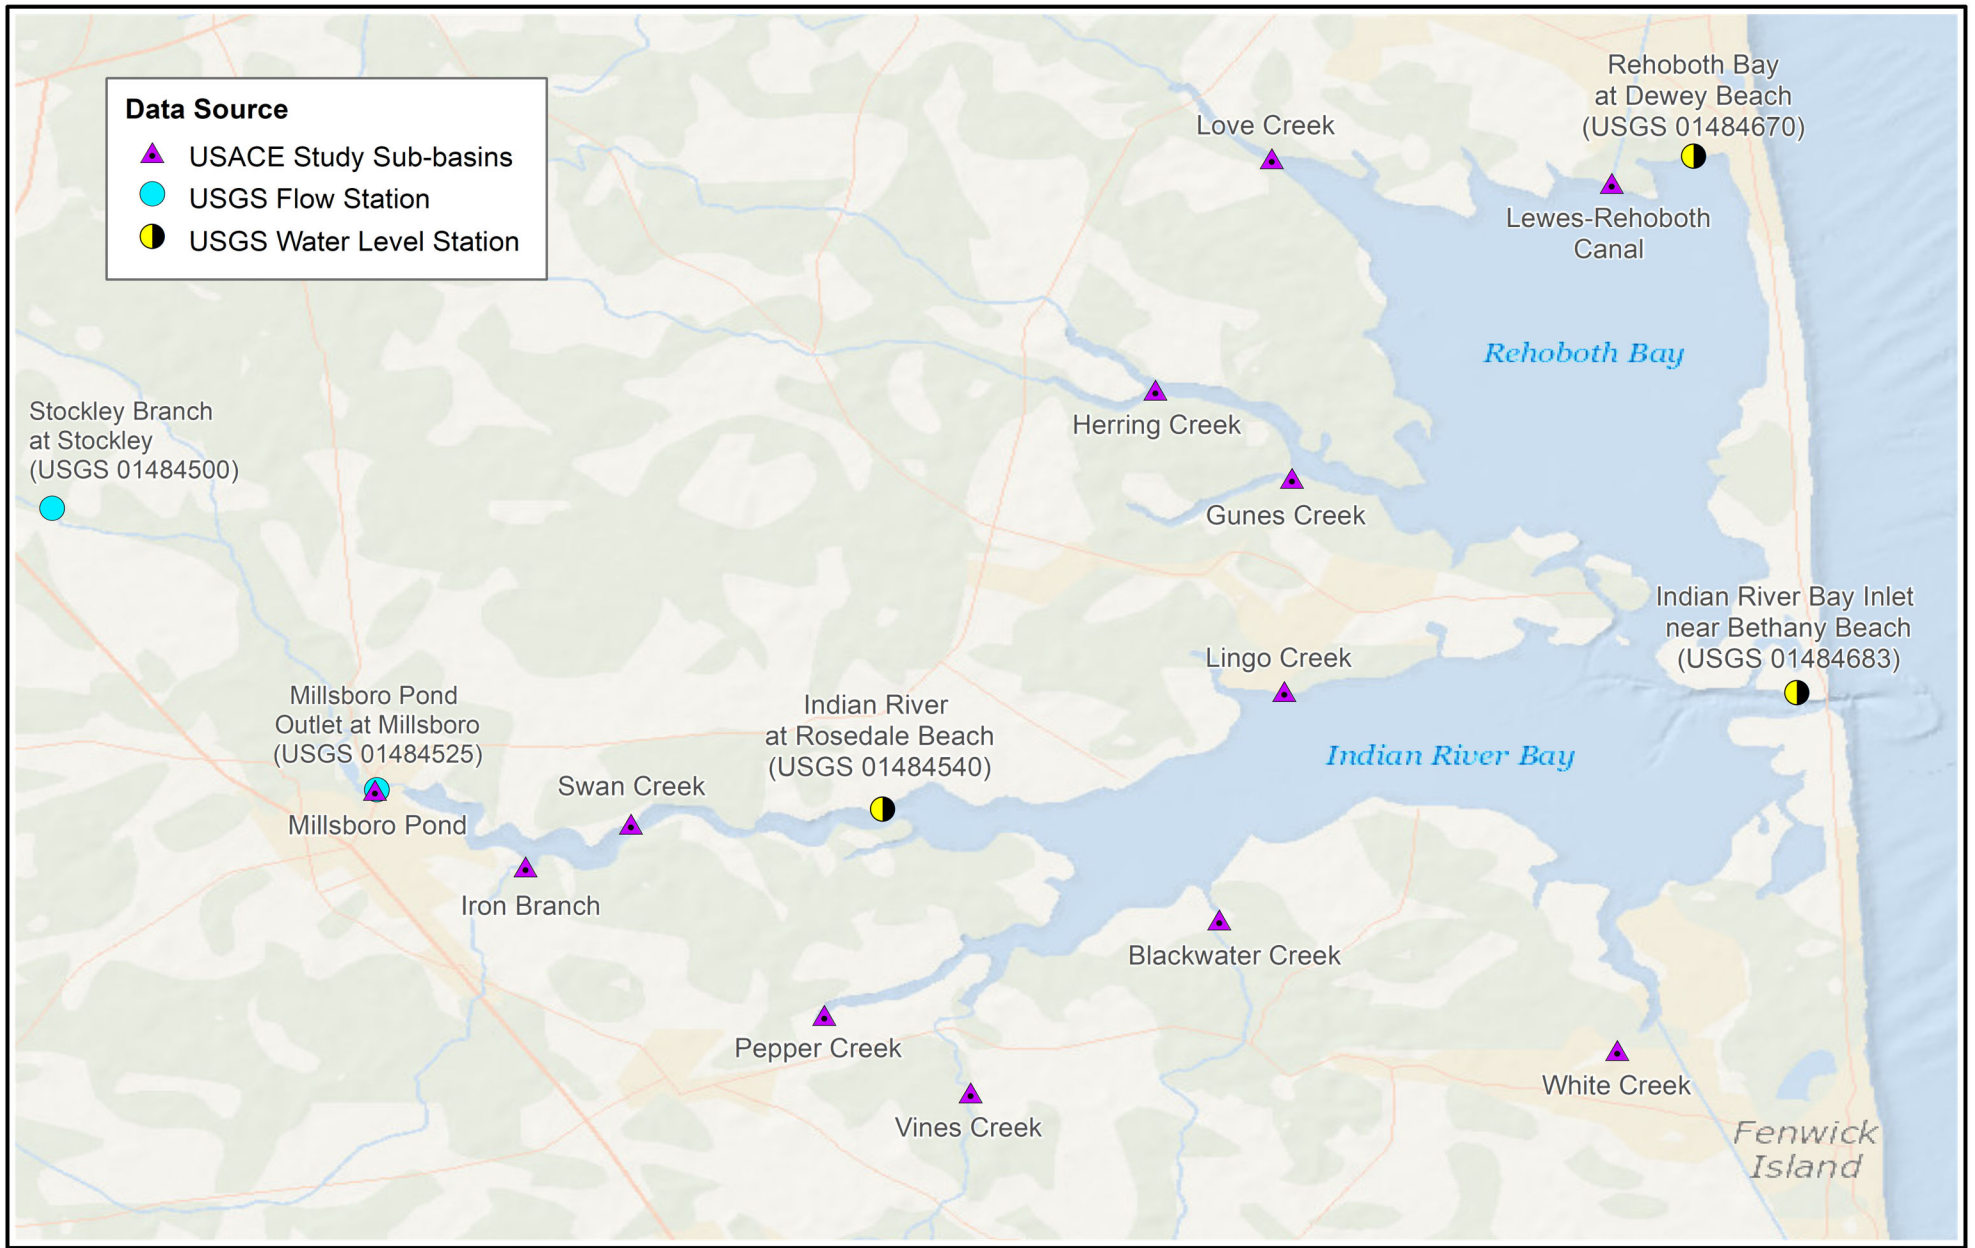 Data Source
USACE Study Sub-basins
USGS Flow Station
USGS Water Level Station
Rehoboth Bay
at Dewey Beach
(USGS 01484670)
Love Creek
Lewes-Rehoboth
Canal
Rehoboth Bay
Stockley Branch
at Stockley
(USGS 01484500)
Herring Creek
Gunes Creek
Indian River Bay Inlet
near Bethany Beach
(USGS 01484683)
Lingo Creek
Millsboro Pond
Outlet at Millsboro
(USGS 01484525)
Indian River
at Rosedale Beach
(USGS 01484540)
Indian River Bay
Swan Creek
Millsboro Pond
Iron Branch
Blackwater Creek
Pepper Creek
White Creek
Vines Creek
Fenwick
Island